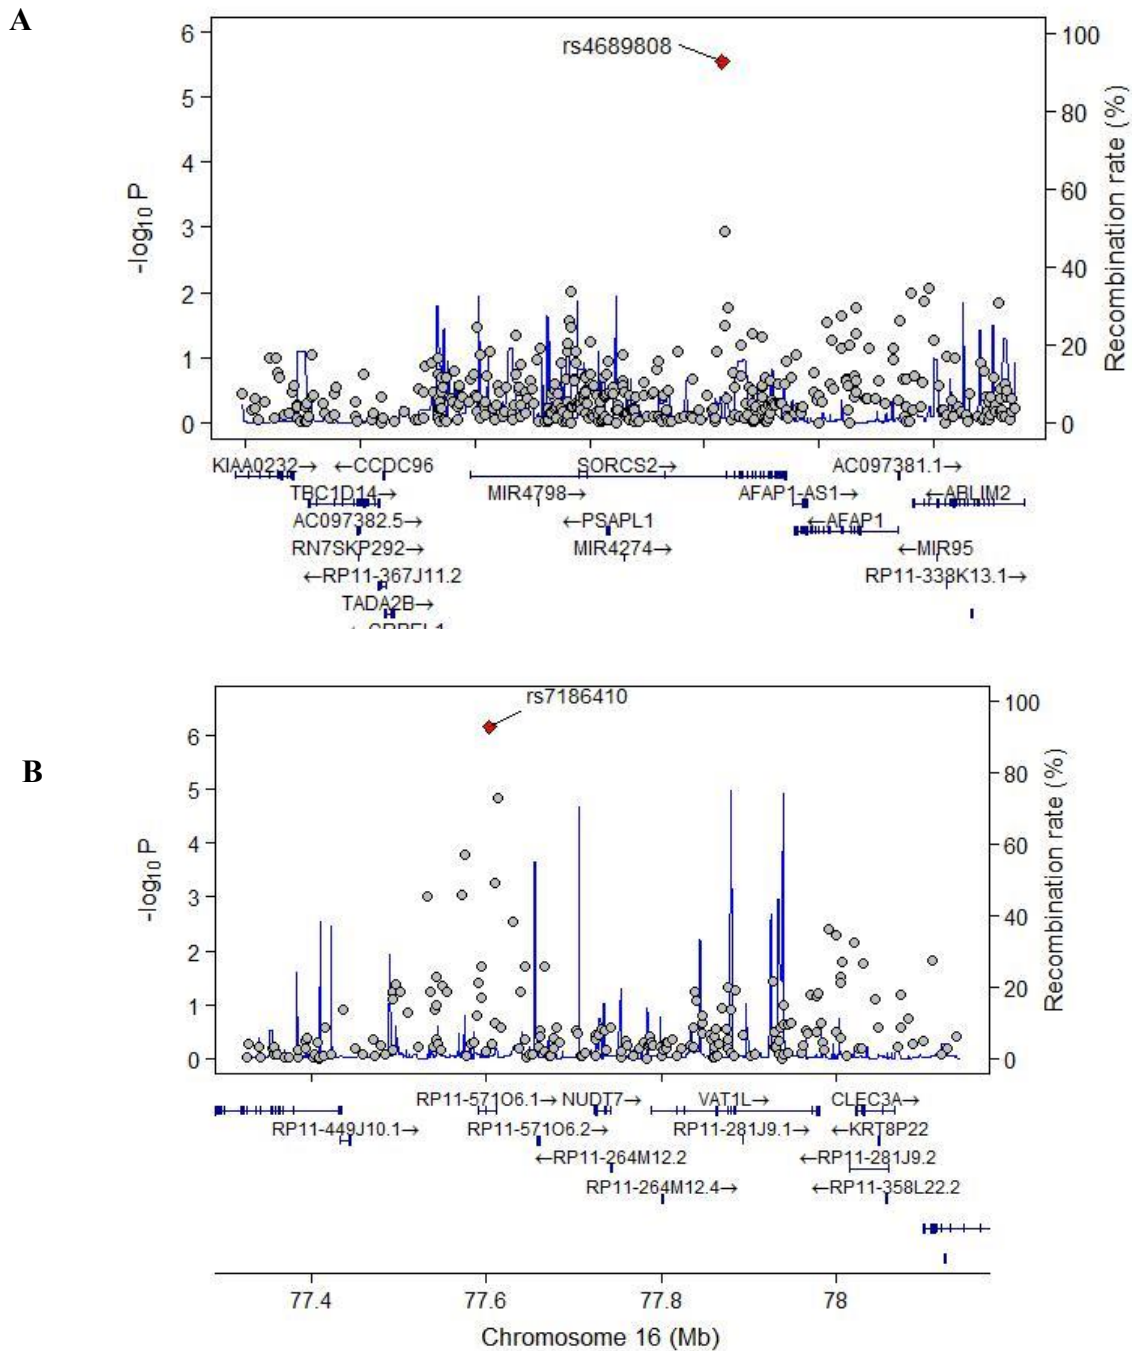 A
rs4689808
6
5
4
3
2
1
0
-log10 P
100
80
60
40
20
0
Recombination rate (%)
KIAA0232→ ←CCDC96 SORCS2→ AC097381.1→
TBC1D14→ MIR4798→ AFAP1-AS1→ ←ABLIM2
AC097382.5→ ←PSAPL1 ←AFAP1
RN7SKP292→ MIR4274→ ←MIR95
←RP11-367J11.2 RP11-338K13.1→
TADA2B→
B
rs7186410
6
5
4
3
2
1
0
-log10 P
100
80
60
40
20
0
Recombination rate (%)
RP11-571O6.1→ NUDT7→ VAT1L→ CLEC3A→
RP11-449J10.1→ RP11-571O6.2→ RP11-281J9.1→ ←KRT8P22
←RP11-264M12.2 ←RP11-281J9.2
RP11-264M12.4→ ←RP11-358L22.2
77.4 77.6 77.8 78
Chromosome 16 (Mb)